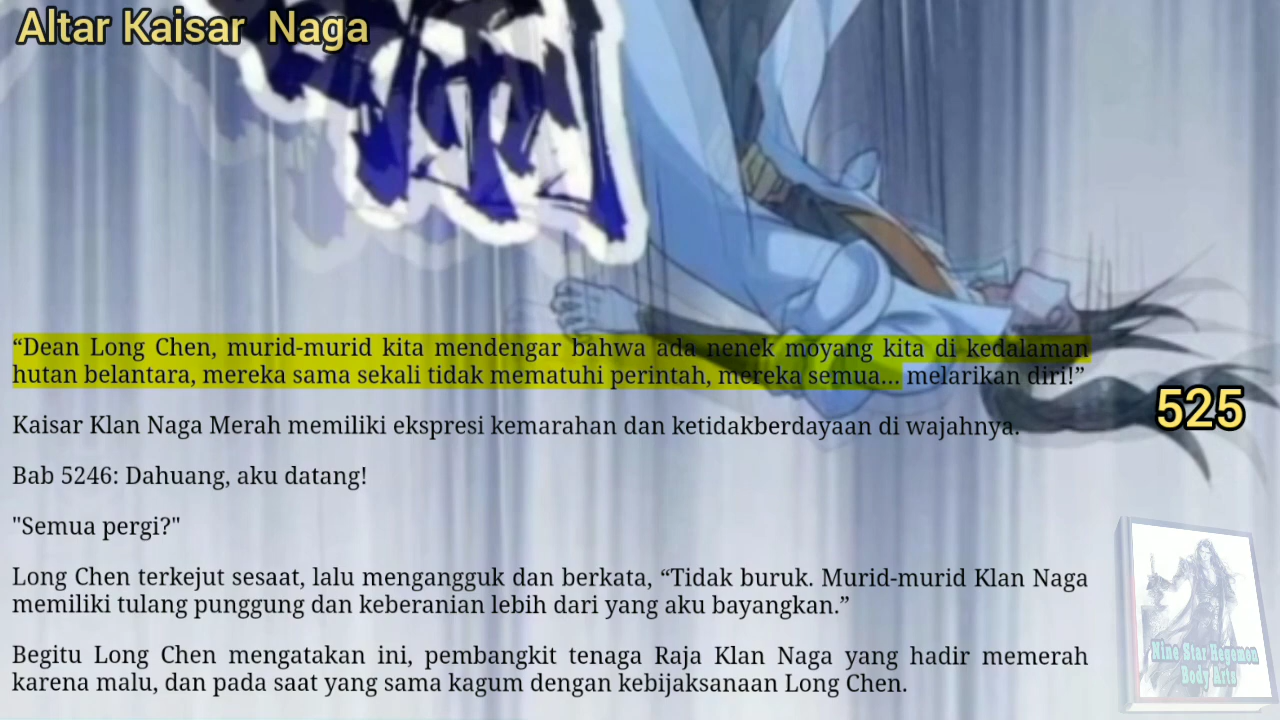 Altar Kaisar Naga
“Dean Long Chen, murid-murid kita mendengar bahwa ada nenek moyang kita di kedalaman
hutan belantara, mereka sama sekali tidak mematuhi perintah, mereka semua... melarikan diri!”
525
Kaisar Klan Naga Merah memiliki ekspresi kemarahan dan ketidakberdayaan di wajahnya.
Bab 5246: Dahuang, aku datang!
"Semua pergi?"
Long Chen terkejut sesaat, lalu mengangguk dan berkata, “Tidak buruk. Murid-murid Klan Naga
memiliki tulang punggung dan keberanian lebih dari yang aku bayangkan.”
Begitu Long Chen mengatakan ini, pembangkit tenaga Raja Klan Naga yang hadir memerah
karena malu, dan pada saat yang sama kagum dengan kebijaksanaan Long Chen.
Nine Star Hegemon
Body Arts